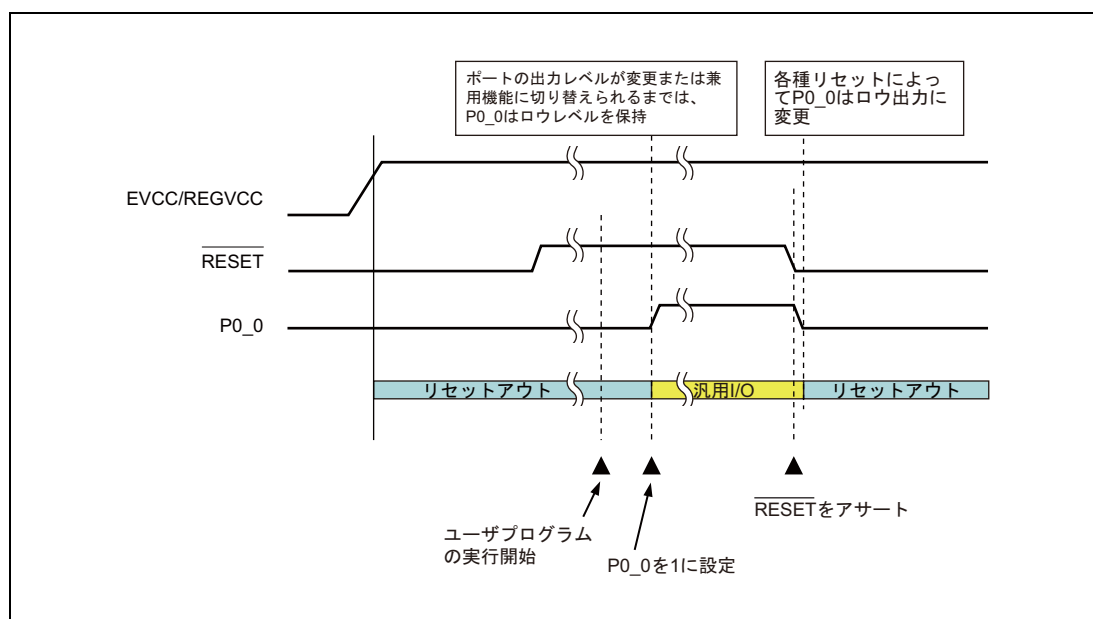 ポートの出力レベルが変更または兼
用機能に切り替えられるまでは、
P0_0はロウレベルを保持
各種リセットによっ
てP0_0はロウ出力に
変更
EVCC/REGVCC
RESET
P0_0
リセットアウト
汎用I/O
リセットアウト
ユーザプログラム
の実行開始
P0_0を1に設定
RESETをアサート